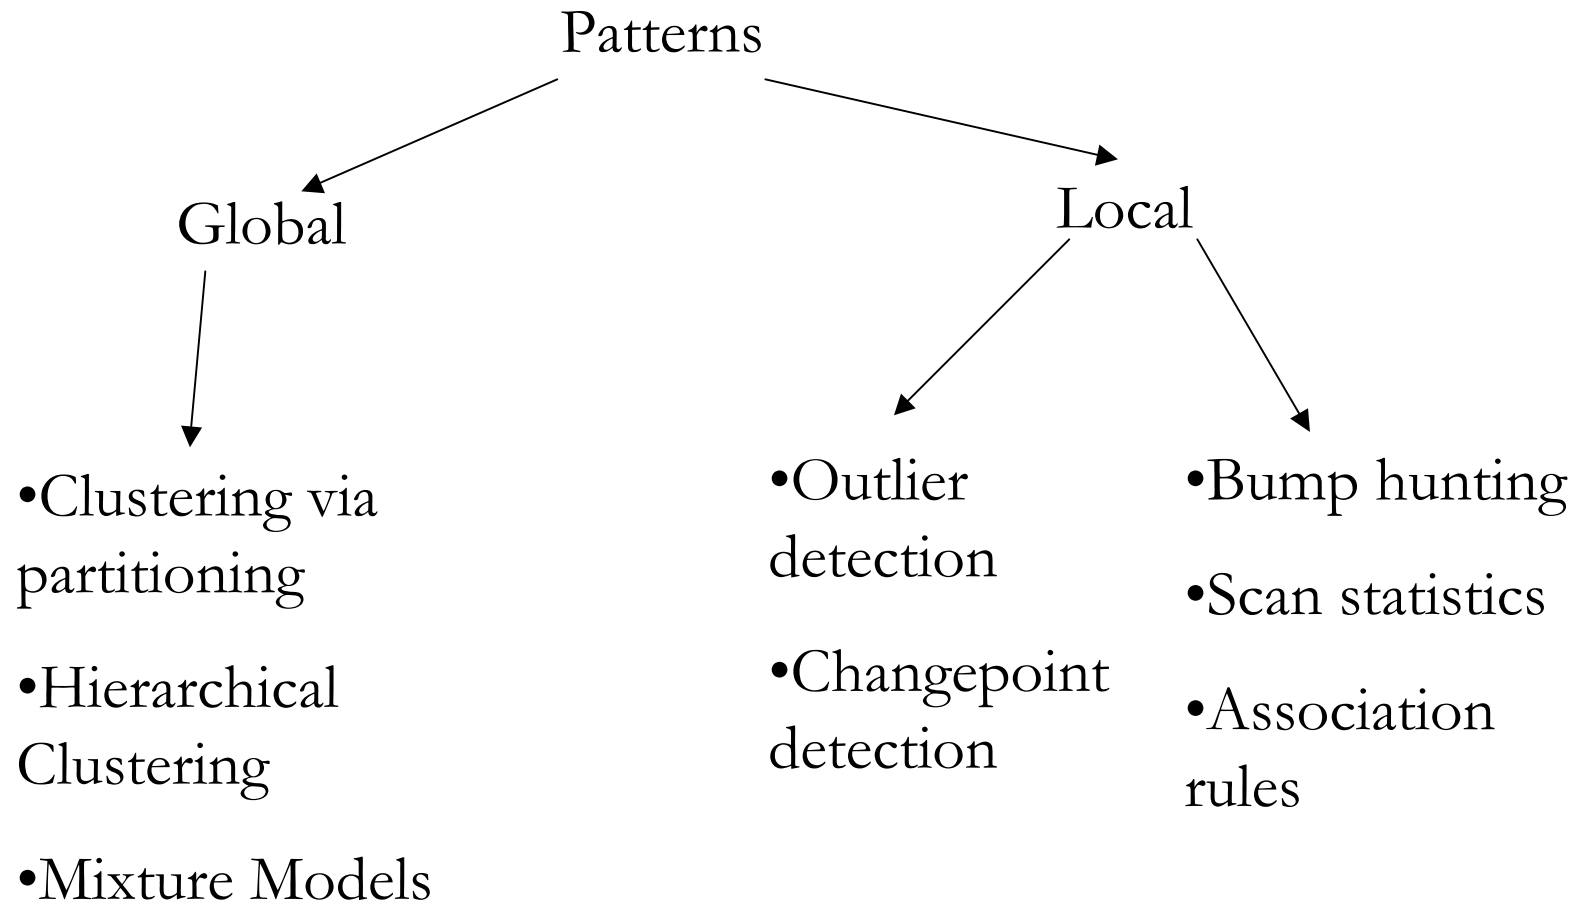 Patterns
Global
Local
•Clustering via
partitioning
•Hierarchical
Clustering
•Mixture Models
•Outlier
detection
•Changepoint
detection
•Bump hunting
•Scan statistics
•Association
rules